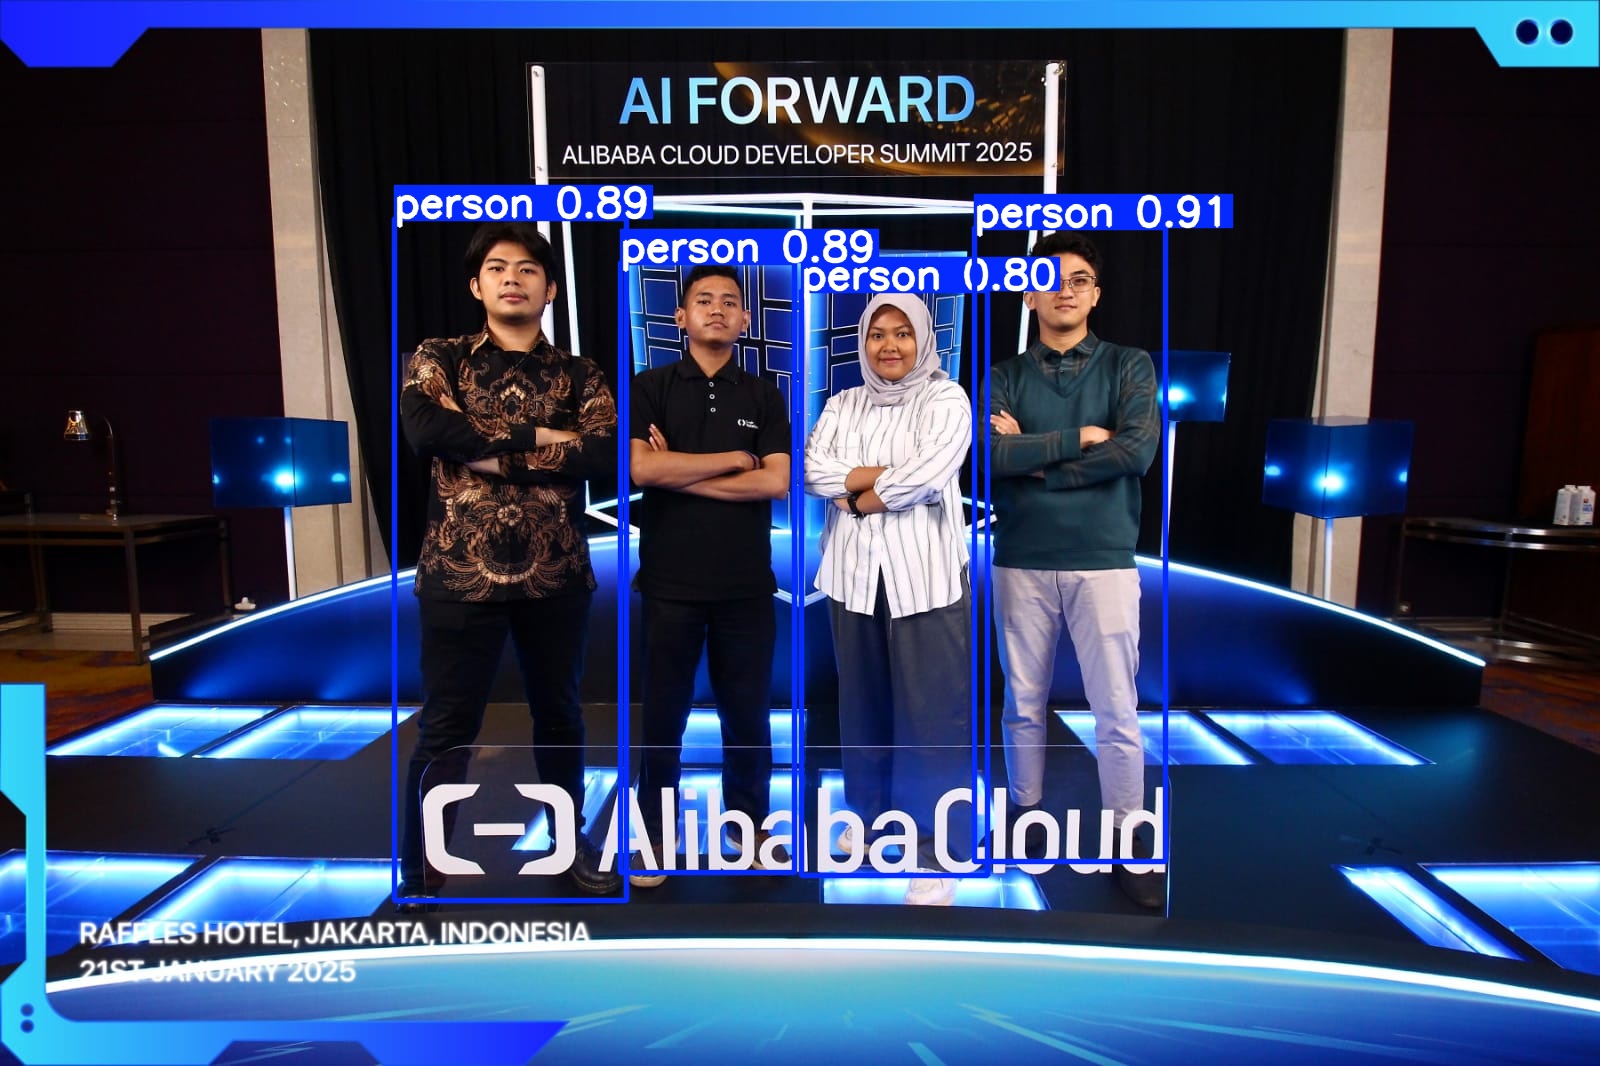 AI FORWARD
ALIBABA CLOUD DEVELOPER SUMMIT 2025
person 0.89
person 0.91
person 0.89
person 0.80
Alibaba Cloud
RAFFLES HOTEL, JAKARTA, INDONESIA
21ST JANUARY 2025